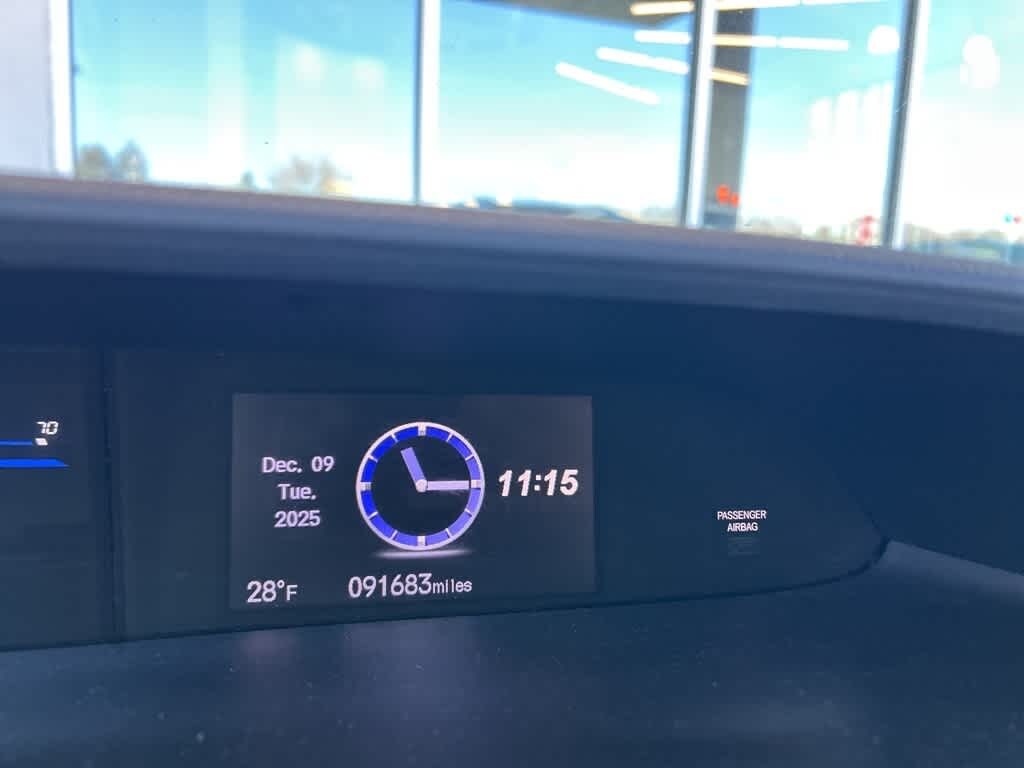 70
Dec. 09
Tue.
2025
11:15
28°F
091683miles
PASSENGER
AIRBAG